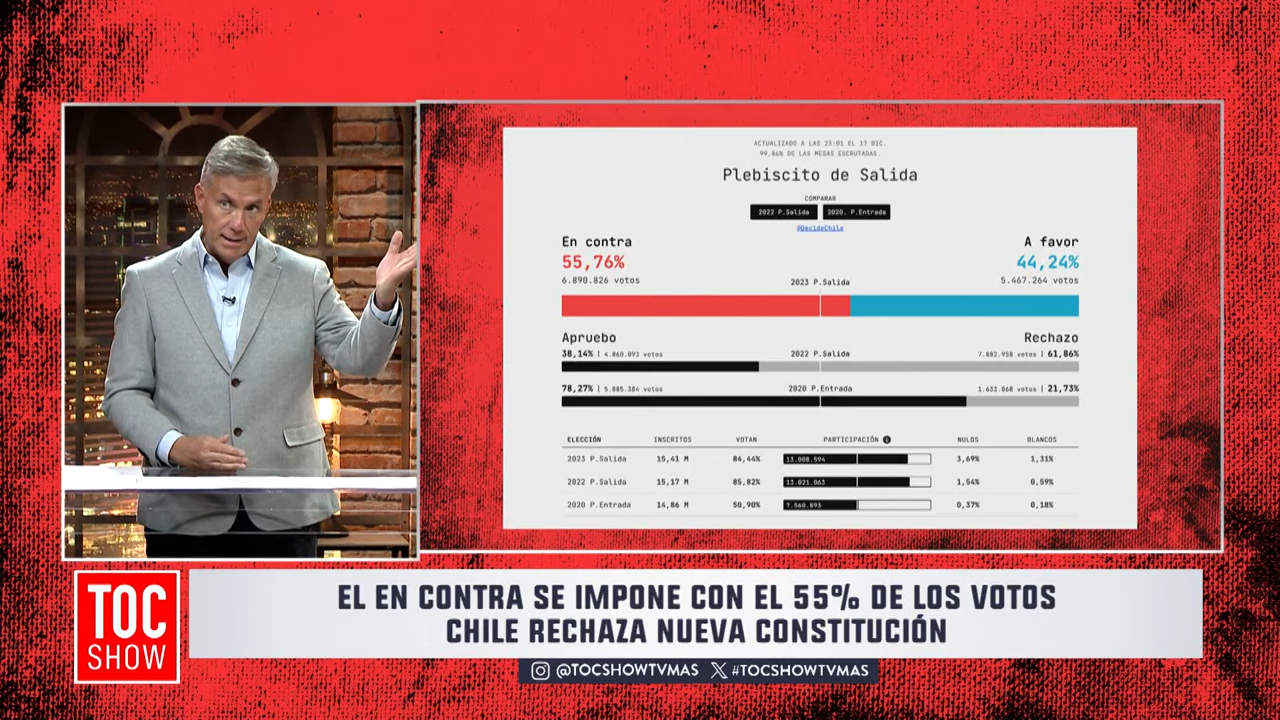 ACTUALIZADO A LAS 23:01 EL 17 DIC.
99,86% DE LAS MESAS ESCRUTADAS.
Plebiscito de Salida
COMPARAR
2022 P.Salida 2020. P.Entrada
@DecideChile
En contra A favor
55,76% 44,24%
6.890.826 votos 2023 P.Salida 5.467.264 votos
Apruebo Rechazo
38,14% | 4.860.093 votos 2022 P.Salida 7.882.958 votos | 61,86%
78,27% | 5.885.384 votos 2020 P.Entrada 1.633.868 votos | 21,73%
ELECCIÓN INSCRITOS VOTAN PARTICIPACIÓN i NULOS BLANCOS
2023 P.Salida 15,41 M 84,44% 13.008.594 3,69% 1,31%
2022 P.Salida 15,17 M 85,82% 13.021.063 1,54% 0,59%
2020 P.Entrada 14,86 M 50,90% 7.560.893 0,37% 0,18%
TOC
SHOW
EL EN CONTRA SE IMPONE CON EL 55% DE LOS VOTOS
CHILE RECHAZA NUEVA CONSTITUCIÓN
@TOCSHOWTVMAS #TOCSHOWTVMAS